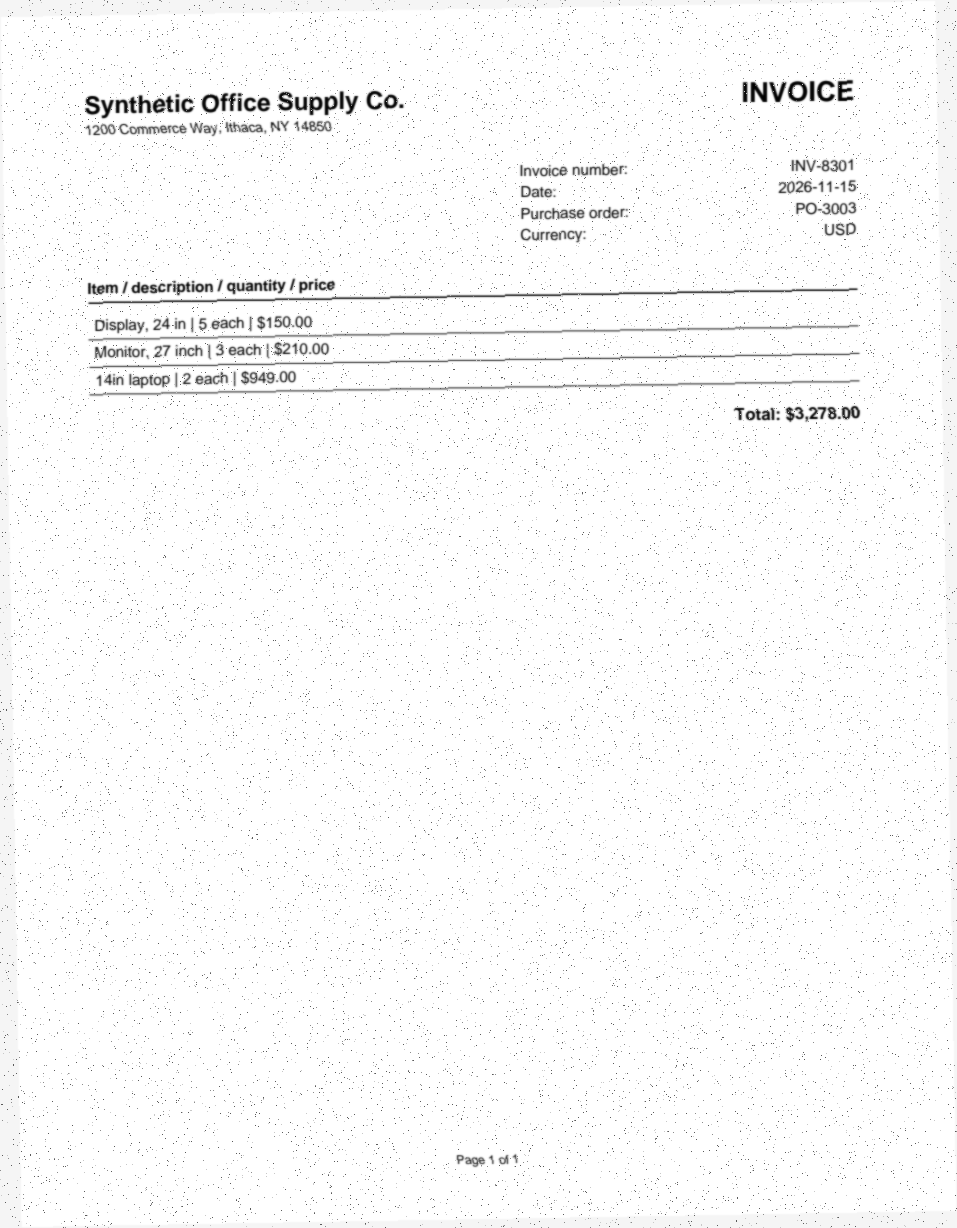 Synthetic Office Supply Co.
1200 Commerce Way, Ithaca, NY 14850
INVOICE
Invoice number: INV-8301
Date: 2026-11-15
Purchase order: PO-3003
Currency: USD
Item / description / quantity / price
Display, 24 in | 5 each | $150.00
Monitor, 27 inch | 3 each | $210.00
14in laptop | 2 each | $949.00
Total: $3,278.00
Page 1 of 1